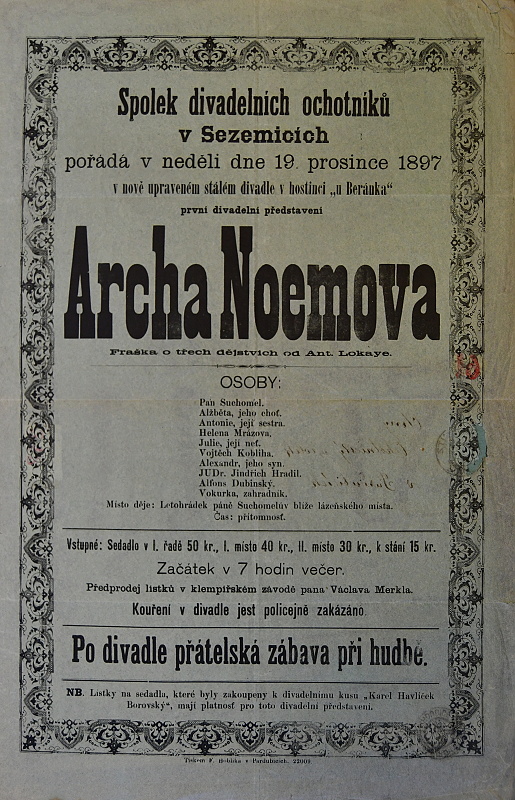 Spolek divadelních ochotníků
v Sezemicích
pořádá v neděli dne 19. prosince 1897
v nově upraveném stálém divadle v hostinci „u Beránka“
první divadelní představení
Archa Noemova
Fraška o třech dějstvích od Ant. Lokaye.
OSOBY:
Pan Suchomel.
Alžběta, jeho choť.
Antonie, její sestra.
Helena Mrázova,
Julie, její neť.
Vojtěch Kobliha.
Alexandr, jeho syn.
JUDr. Jindřich Hradil.
Alfons Dubinský.
Vokurka, zahradník.
Místo děje: Letohrádek páně Suchomelův blíže lázeňského místa.
Čas: přítomnosť.
Vstupné: Sedadlo v I. řadě 50 kr., I. místo 40 kr., II. místo 30 kr., k stání 15 kr.
Začátek v 7 hodin večer.
Předprodej lístků v klempířském závodě pana Václava Merkla.
Kouření v divadle jest policejně zakázáno.
Po divadle přátelská zábava při hudbě.
NB. Lístky na sedadla, které byly zakoupeny k divadelnímu kusu „Karel Havlíček
Borovský“, mají platnosť pro toto divadelní představení.
Tiskem F. Hoblíka v Pardubicích. 22009.